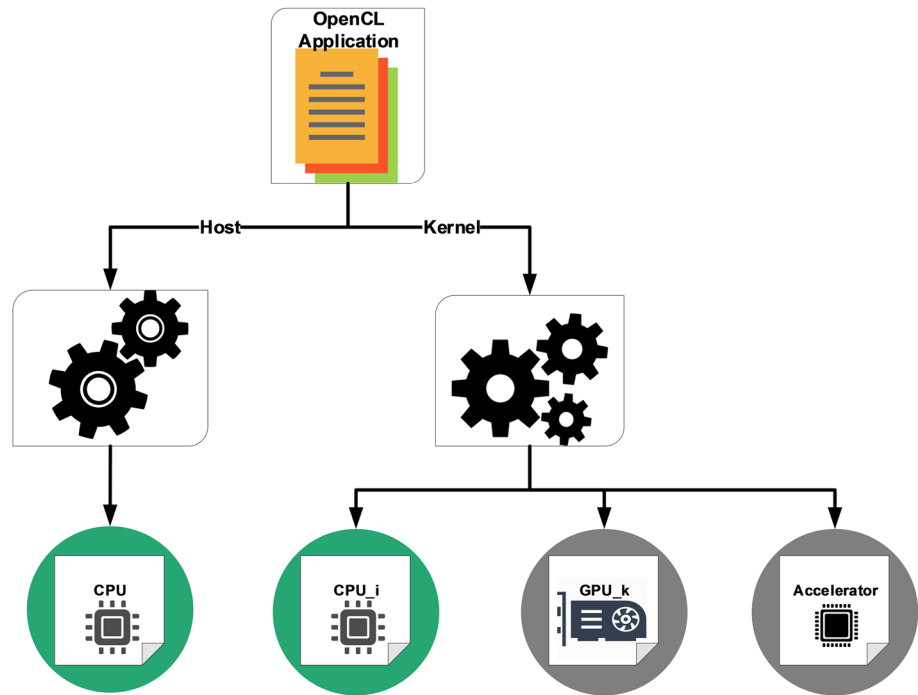 OpenCL
Application
Host
Kernel
CPU
CPU_i
GPU_k
Accelerator